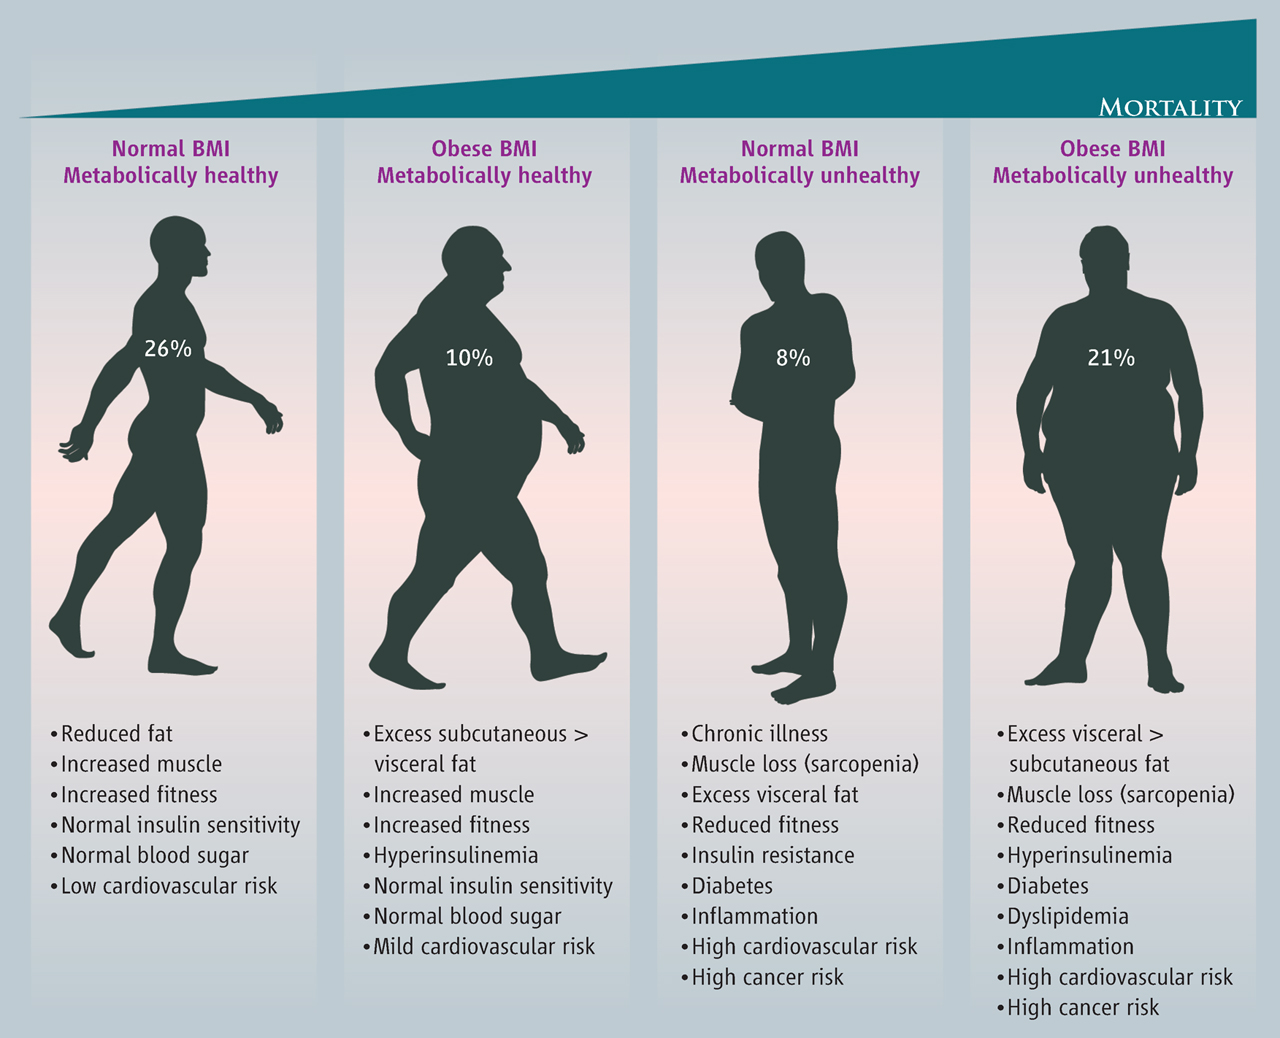 MORTALITY
Normal BMI
Metabolically healthy
26%
•Reduced fat
•Increased muscle
•Increased fitness
•Normal insulin sensitivity
•Normal blood sugar
•Low cardiovascular risk
Obese BMI
Metabolically healthy
10%
•Excess subcutaneous >
visceral fat
•Increased muscle
•Increased fitness
•Hyperinsulinemia
•Normal insulin sensitivity
•Normal blood sugar
•Mild cardiovascular risk
Normal BMI
Metabolically unhealthy
8%
•Chronic illness
•Muscle loss (sarcopenia)
•Excess visceral fat
•Reduced fitness
•Insulin resistance
•Diabetes
•Inflammation
•High cardiovascular risk
•High cancer risk
Obese BMI
Metabolically unhealthy
21%
•Excess visceral >
subcutaneous fat
•Muscle loss (sarcopenia)
•Reduced fitness
•Hyperinsulinemia
•Diabetes
•Dyslipidemia
•Inflammation
•High cardiovascular risk
•High cancer risk